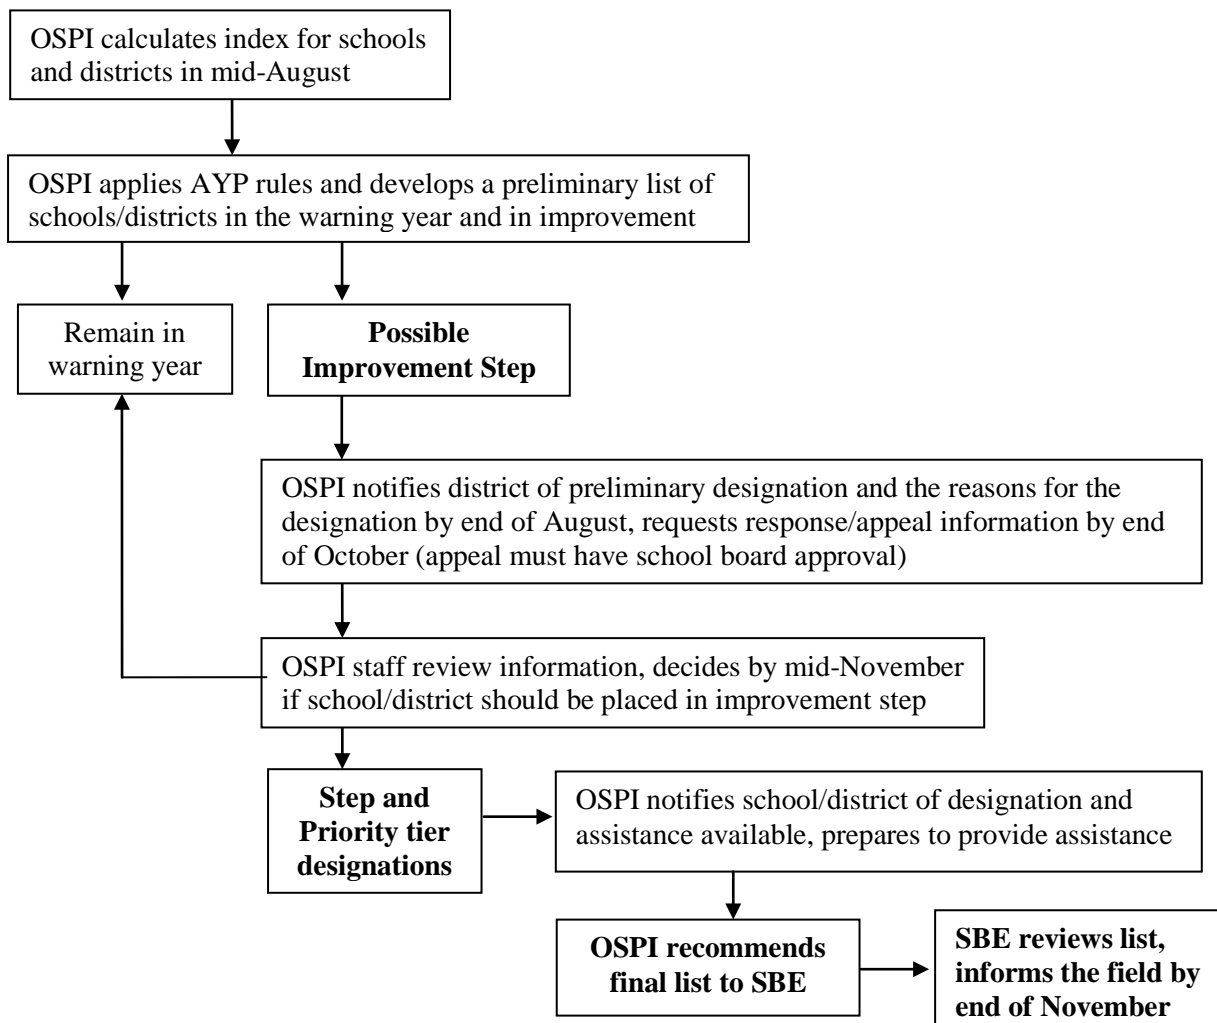 OSPI calculates index for schools
and districts in mid-August
OSPI applies AYP rules and develops a preliminary list of
schools/districts in the warning year and in improvement
Remain in
warning year
Possible
Improvement Step
OSPI notifies district of preliminary designation and the reasons for the
designation by end of August, requests response/appeal information by end
of October (appeal must have school board approval)
OSPI staff review information, decides by mid-November
if school/district should be placed in improvement step
Step and
Priority tier
designations
OSPI notifies school/district of designation and
assistance available, prepares to provide assistance
OSPI recommends
final list to SBE
SBE reviews list,
informs the field by
end of November